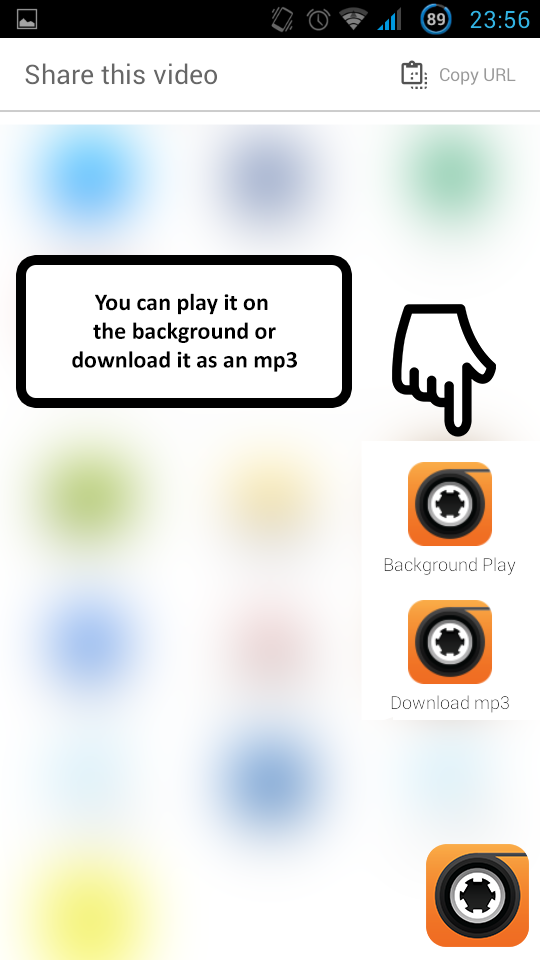 89 23:56
Share this video
Copy URL
You can play it on
the background or
download it as an mp3
Background Play
Download mp3